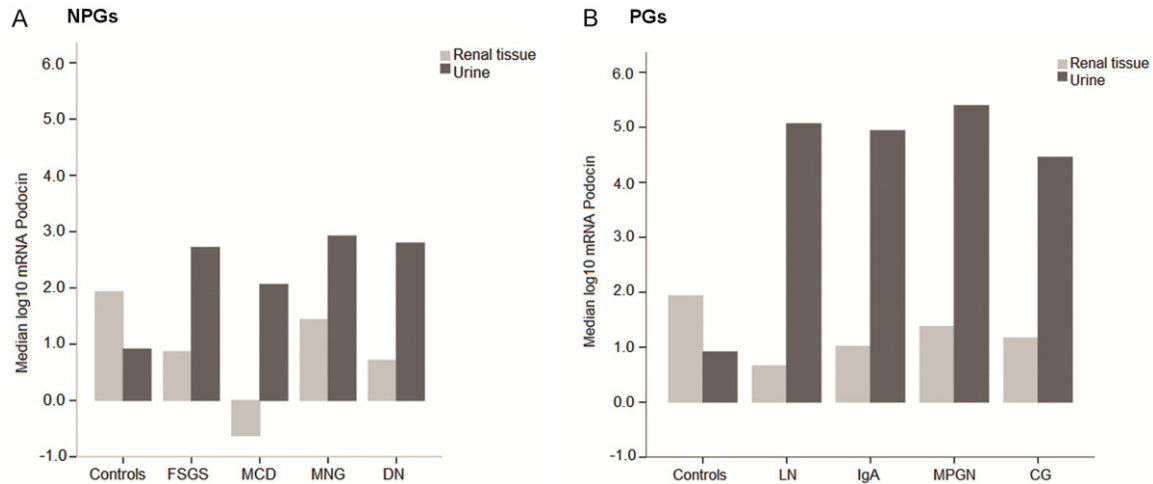 A NPGs
Renal tissue
Urine
Median log10 mRNA Podocin
6.0
5.0
4.0
3.0
2.0
1.0
0.0
-1.0
Controls FSGS MCD MNG DN
B PGs
Renal tissue
Urine
Median log10 mRNA Podocin
6.0
5.0
4.0
3.0
2.0
1.0
0.0
-1.0
Controls LN IgA MPGN CG